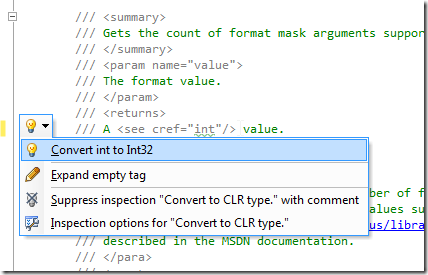 /// <summary>
/// Gets the count of format mask arguments suppor
/// </summary>
/// <param name="value">
/// The format value.
/// </param>
/// <returns>
/// A <see cref="int"/> value.
Convert int to Int32
Expand empty tag
Suppress inspection "Convert to CLR type." with comment
mber of f
alues su
us/libra
Inspection options for "Convert to CLR type."
/// described in the MSDN documentation.
/// </para>